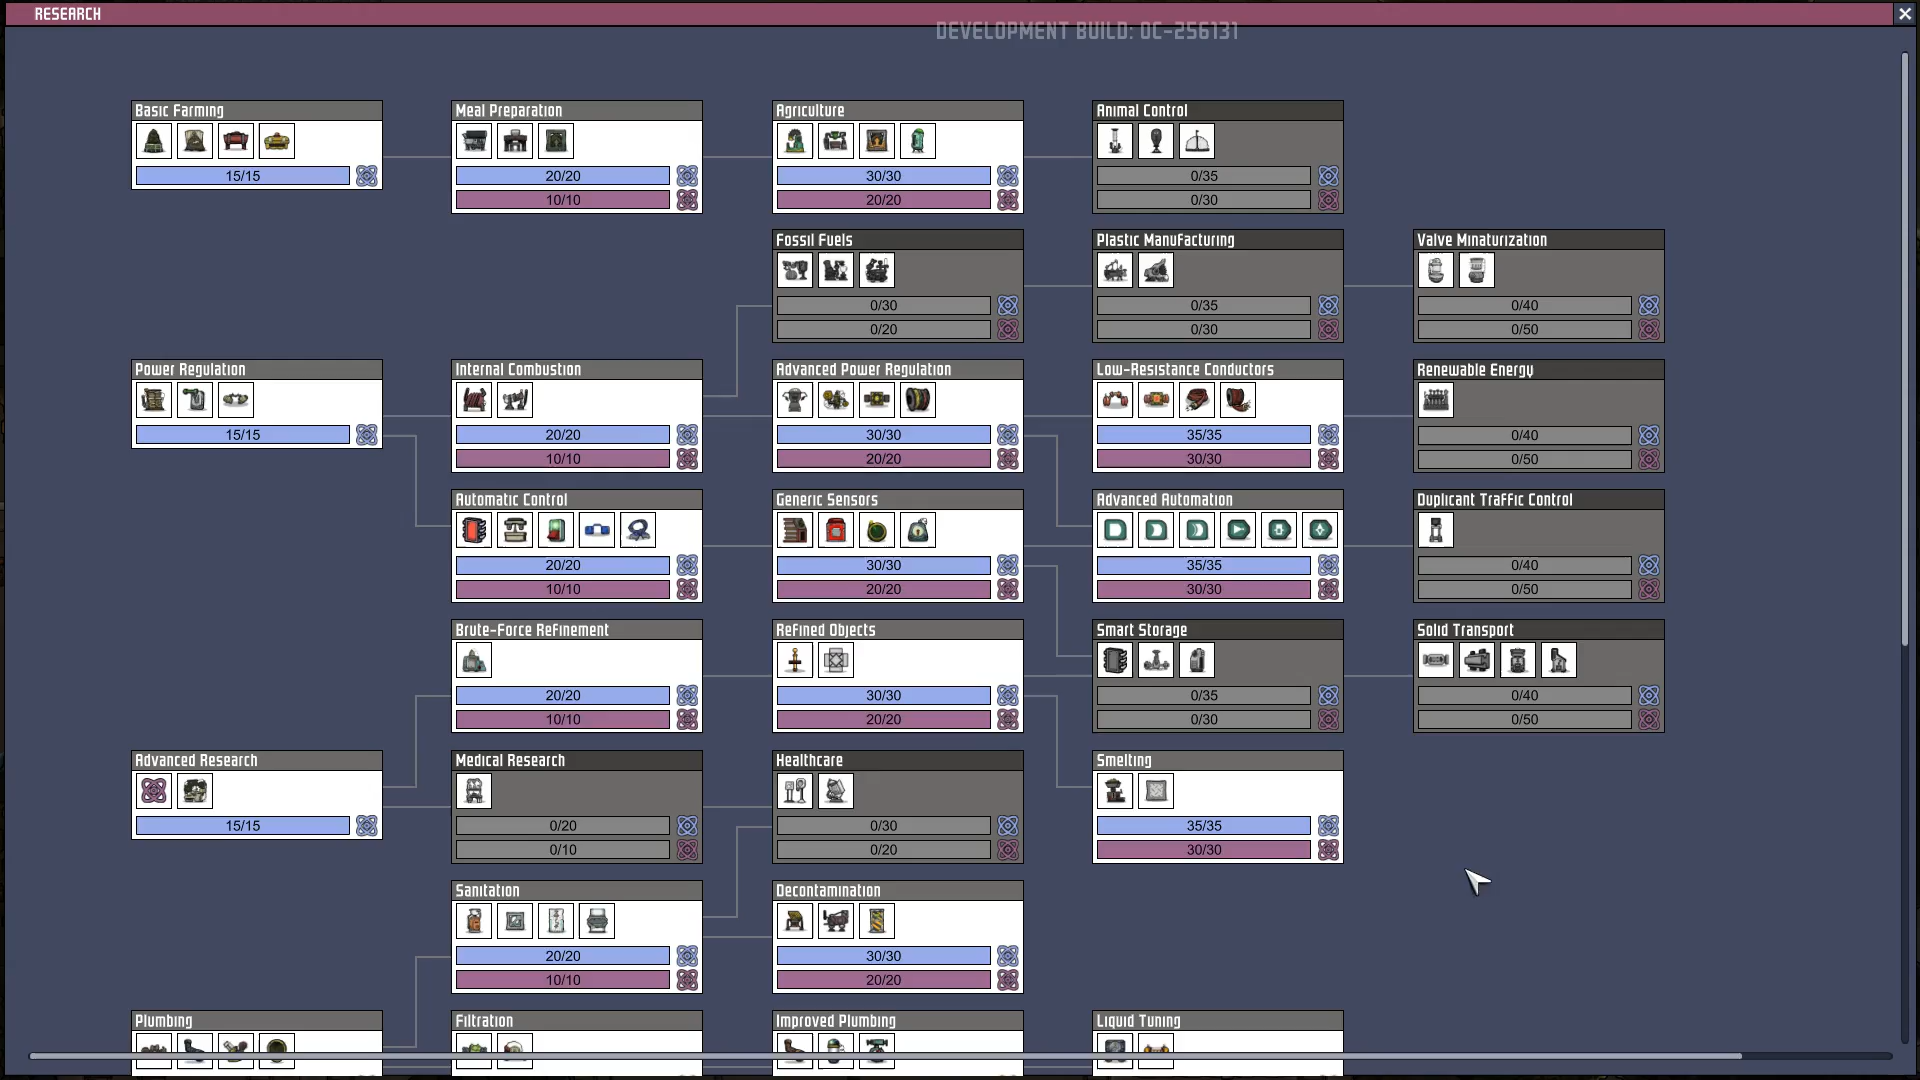 RESEARCH
DEVELOPMENT BUILD: OC-256131
Basic Farming
15/15
Meal Preparation
20/20
10/10
Agriculture
30/30
20/20
Animal Control
0/35
0/30
Fossil Fuels
0/30
0/20
Plastic Manufacturing
0/35
0/30
Valve Minaturization
0/40
0/50
Power Regulation
15/15
Internal Combustion
20/20
10/10
Advanced Power Regulation
30/30
20/20
Low-Resistance Conductors
35/35
30/30
Renewable Energy
0/40
0/50
Automatic Control
20/20
10/10
Generic Sensors
30/30
20/20
Advanced Automation
35/35
30/30
Duplicant Traffic Control
0/40
0/50
Brute-Force Refinement
20/20
10/10
Refined Objects
30/30
20/20
Smart Storage
0/35
0/30
Solid Transport
0/40
0/50
Advanced Research
15/15
Medical Research
0/20
0/10
Healthcare
0/30
0/20
Smelting
35/35
30/30
Sanitation
20/20
10/10
Decontamination
30/30
20/20
Plumbing
Filtration
Improved Plumbing
Liquid Tuning